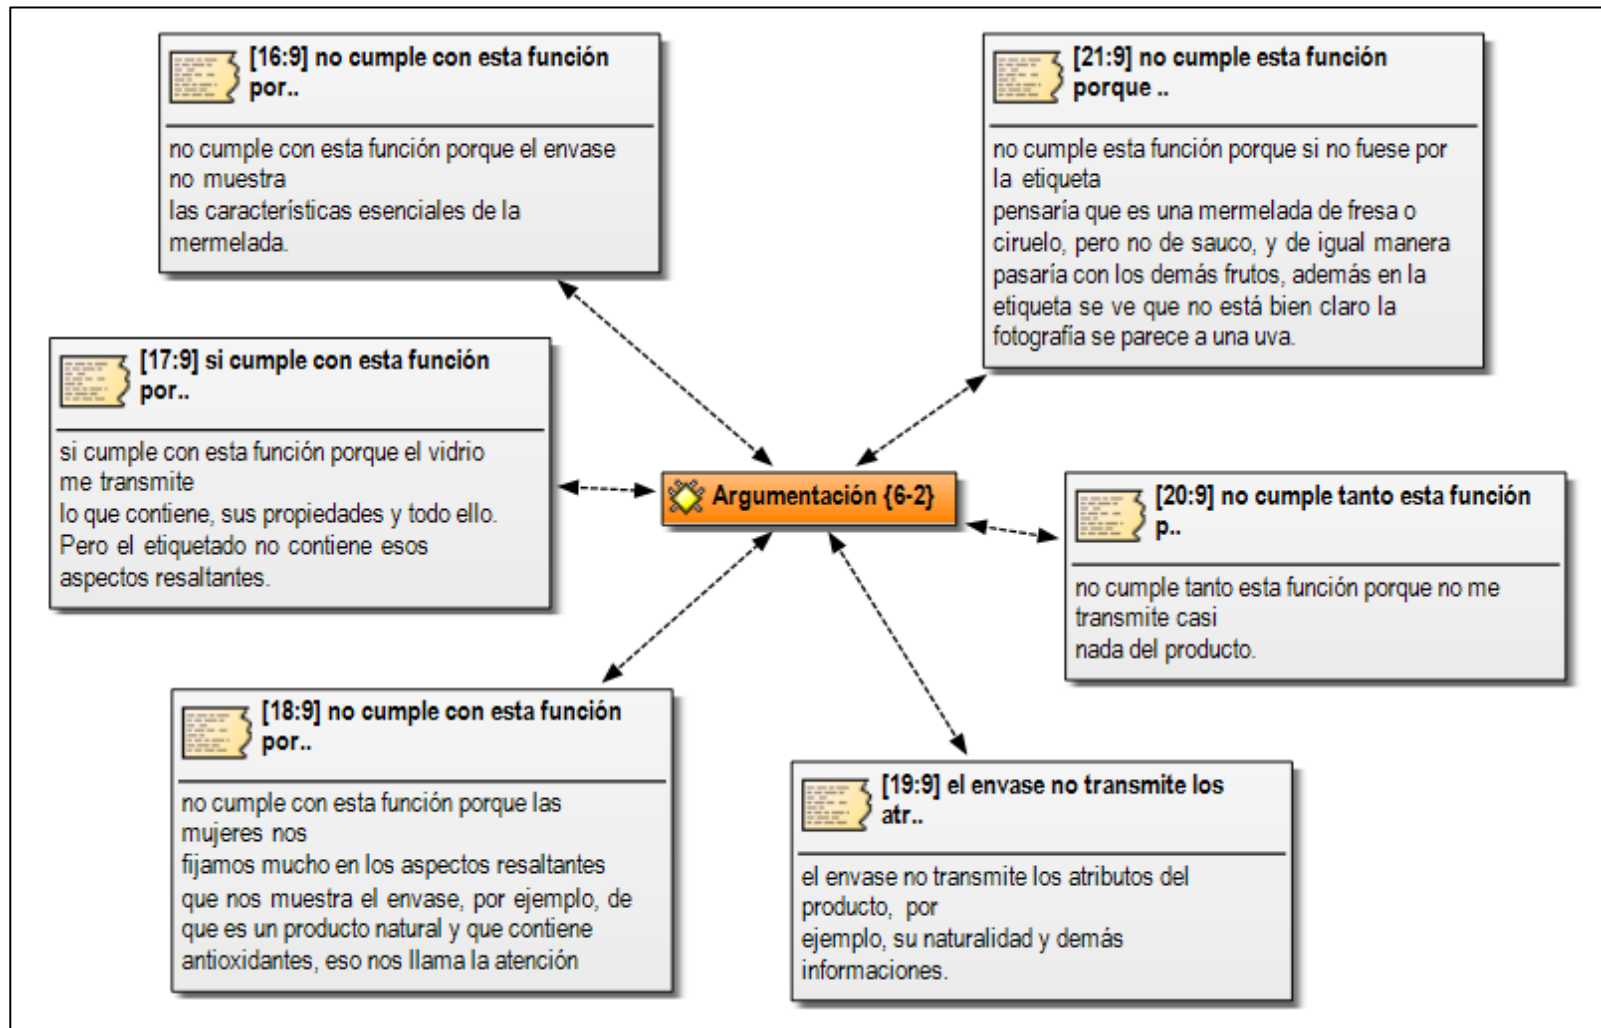 [16:9] no cumple con esta función
por..
no cumple con esta función porque el envase
no muestra
las características esenciales de la
mermelada.
[21:9] no cumple esta función
porque ..
no cumple esta función porque si no fuese por
la etiqueta
pensaría que es una mermelada de fresa o
ciruelo, pero no de sauco, y de igual manera
pasaría con los demás frutos, además en la
etiqueta se ve que no está bien claro la
fotografía se parece a una uva.
[17:9] si cumple con esta función
por..
si cumple con esta función porque el vidrio
me transmite
lo que contiene, sus propiedades y todo ello.
Pero el etiquetado no contiene esos
aspectos resaltantes.
Argumentación {6-2}
[20:9] no cumple tanto esta función
p..
no cumple tanto esta función porque no me
transmite casi
nada del producto.
[18:9] no cumple con esta función
por..
no cumple con esta función porque las
mujeres nos
fijamos mucho en los aspectos resaltantes
que nos muestra el envase, por ejemplo, de
que es un producto natural y que contiene
antioxidantes, eso nos llama la atención
[19:9] el envase no transmite los
atr..
el envase no transmite los atributos del
producto, por
ejemplo, su naturalidad y demás
informaciones.